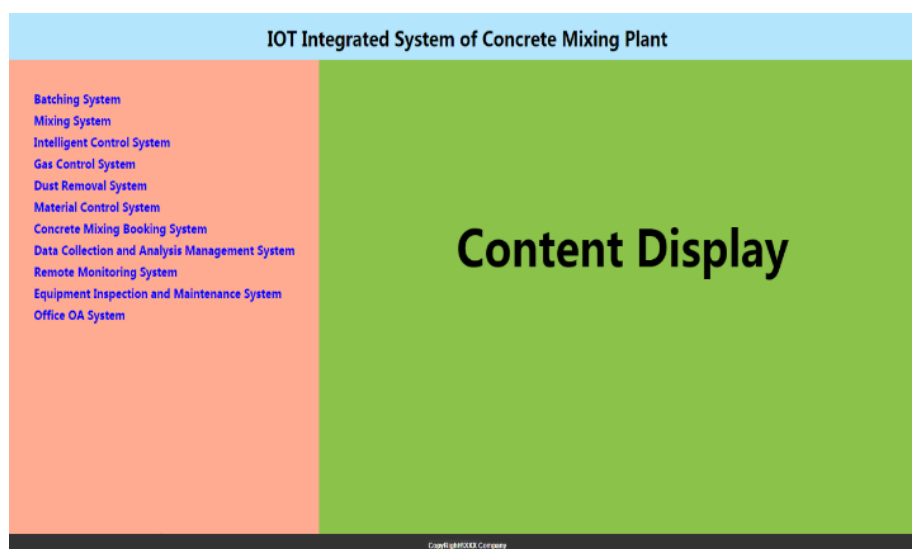 IOT Integrated System of Concrete Mixing Plant
Batching System
Mixing System
Intelligent Control System
Gas Control System
Dust Removal System
Material Control System
Concrete Mixing Booking System
Data Collection and Analysis Management System
Remote Monitoring System
Equipment Inspection and Maintenance System
Office OA System
Content Display
Company